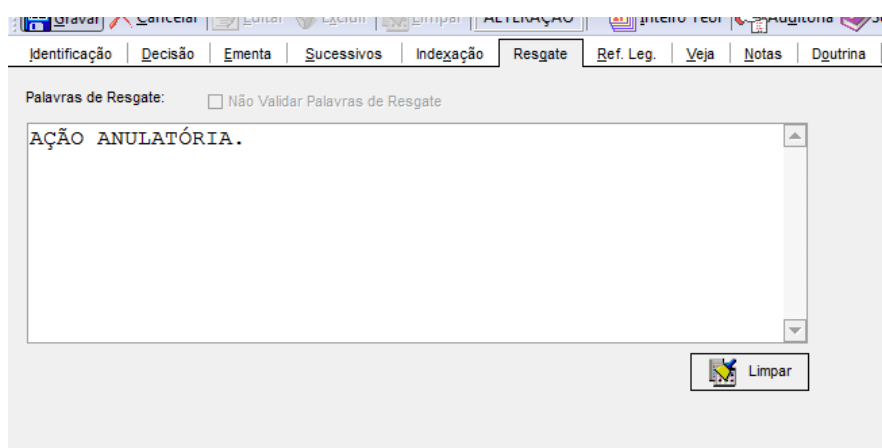 Gravar Cancelar Editar Excluir Limpar ALTERAÇÃO Inteiro Teor Auditoria
Identificação Decisão Ementa Sucessivos Indexação Resgate Ref. Leg. Veja Notas Doutrina
Palavras de Resgate: Não Validar Palavras de Resgate
AÇÃO ANULATÓRIA.
Limpar